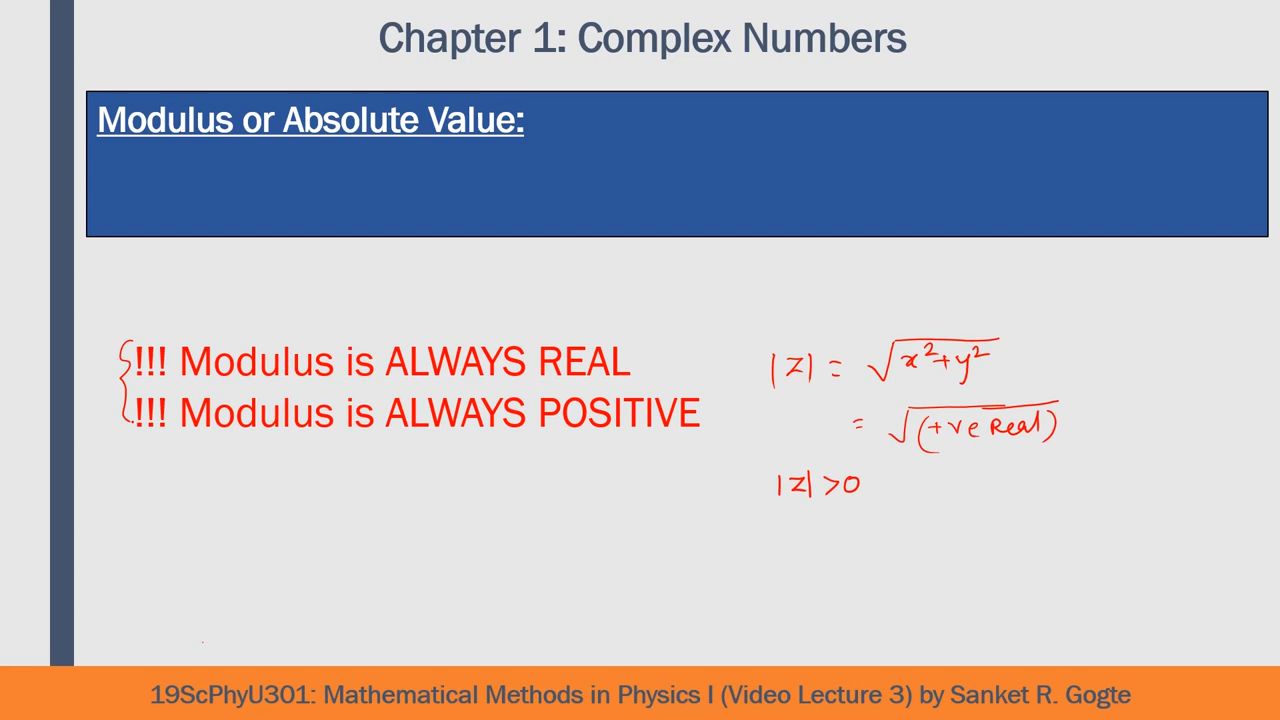 Chapter 1: Complex Numbers
Modulus or Absolute Value:
!!! Modulus is ALWAYS REAL
!!! Modulus is ALWAYS POSITIVE
|z| = √(x²+y²)
= √(+ve Real)
|z| >0
19ScPhyU301: Mathematical Methods in Physics I (Video Lecture 3) by Sanket R. Gogte